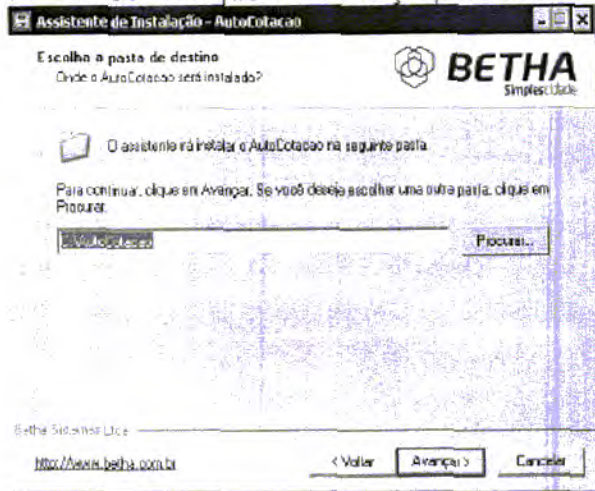 Assistente de Instalação - AutoCotacao
Escolha a pasta de destino
Onde o AutoCotacao será instalado?
BETHA
Simplescidade
O assistente irá instalar o AutoCotacao na seguinte pasta.
Para continuar, clique em Avançar. Se você deseja escolher uma outra pasta, clique em
Procurar.
C:\AutoCotacao
Procurar...
Betha Sistemas Ltda
http://www.betha.com.br
< Voltar
Avançar >
Cancelar